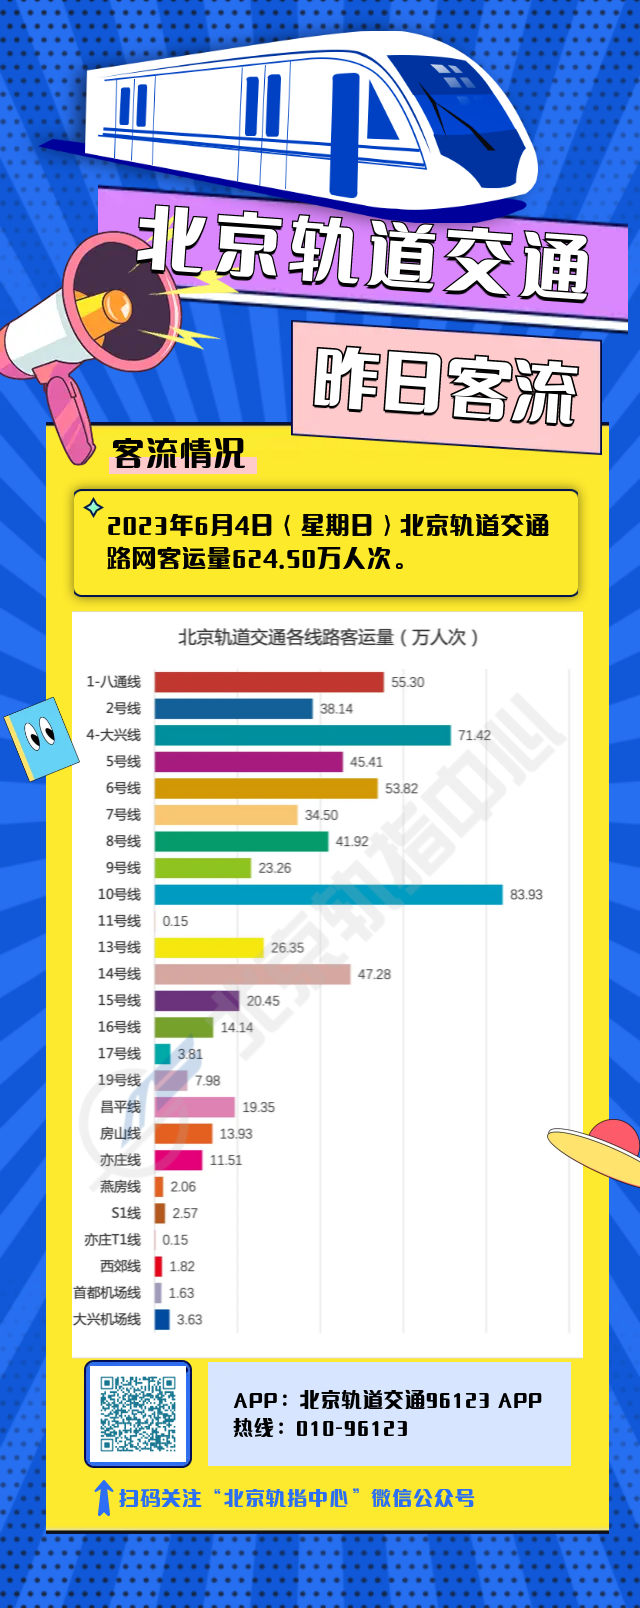 北京轨道交通
昨日客流
客流情况
2023年6月4日（星期日）北京轨道交通
路网客运量624.50万人次。
北京轨道交通各线路客运量（万人次）
1-八通线 55.30
2号线 38.14
4-大兴线 71.42
5号线 45.41
6号线 53.82
7号线 34.50
8号线 41.92
9号线 23.26
10号线 83.93
11号线 0.15
13号线 26.35
14号线 47.28
15号线 20.45
16号线 14.14
17号线 3.81
19号线 7.98
昌平线 19.35
房山线 13.93
亦庄线 11.51
燕房线 2.06
S1线 2.57
亦庄T1线 0.15
西郊线 1.82
首都机场线 1.63
大兴机场线 3.63
北京轨指中心
APP：北京轨道交通96123 APP
热线：010-96123
扫码关注“北京轨指中心”微信公众号